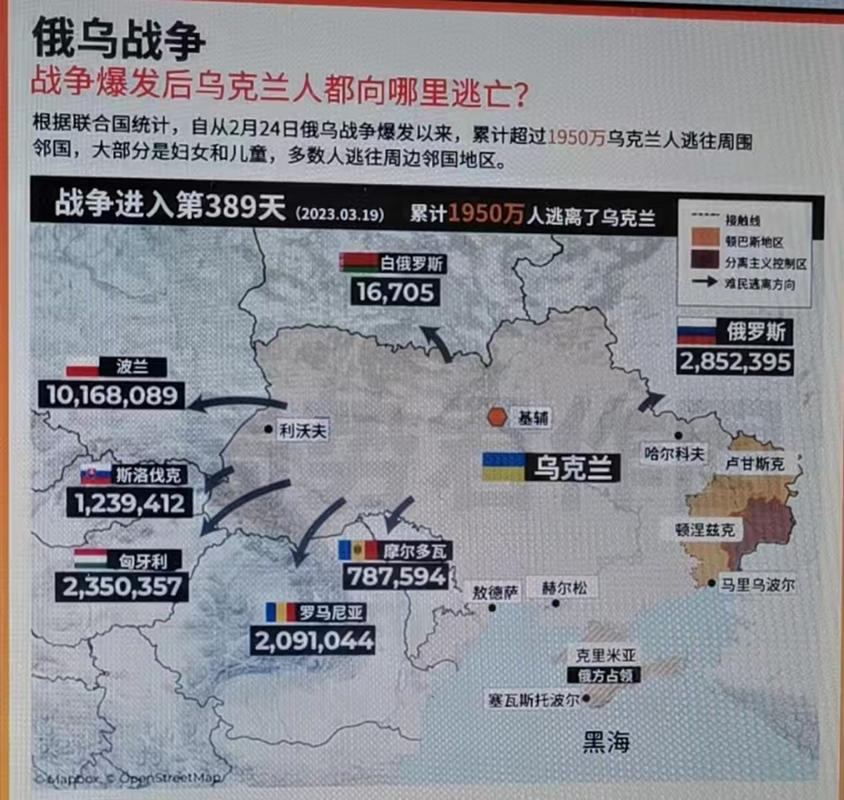 俄乌战争
战争爆发后乌克兰人都向哪里逃亡？
根据联合国统计，自从2月24日俄乌战争爆发以来，累计超过1950万乌克兰人逃往周围
邻国，大部分是妇女和儿童，多数人逃往周边邻国地区。
战争进入第389天（2023.03.19） 累计1950万人逃离了乌克兰
接触线
顿巴斯地区
分离主义控制区
难民逃离方向
白俄罗斯
16,705
俄罗斯
2,852,395
波兰
10,168,089
利沃夫
基辅
哈尔科夫
卢甘斯克
乌克兰
斯洛伐克
1,239,412
顿涅兹克
匈牙利
2,350,357
摩尔多瓦
787,594
马里乌波尔
敖德萨
赫尔松
罗马尼亚
2,091,044
克里米亚
俄方占领
塞瓦斯托波尔
黑海
© Mapbox, © OpenStreetMap